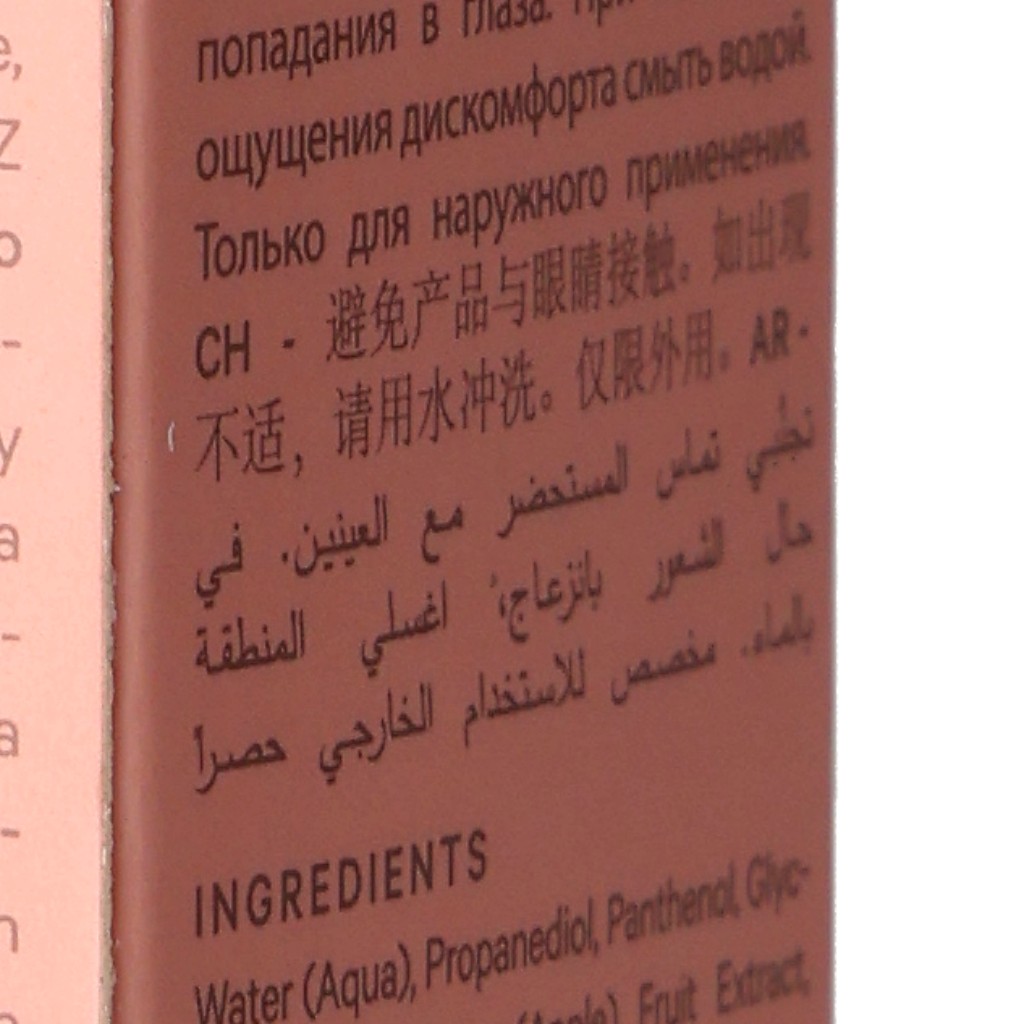 попадания в глаза. При
ощущения дискомфорта смыть водой.
Только для наружного применения.
CH - 避免产品与眼睛接触。如出现
不适，请用水冲洗。仅限外用。AR -
تجنّبي تماس المستحضر مع العينين. في
حال الشعور بانزعاج، اغسلي المنطقة
بالماء. مخصص للاستخدام الخارجي حصراً
INGREDIENTS
Water (Aqua), Propanediol, Panthenol, Glyc-
(Apple) Fruit Extract,